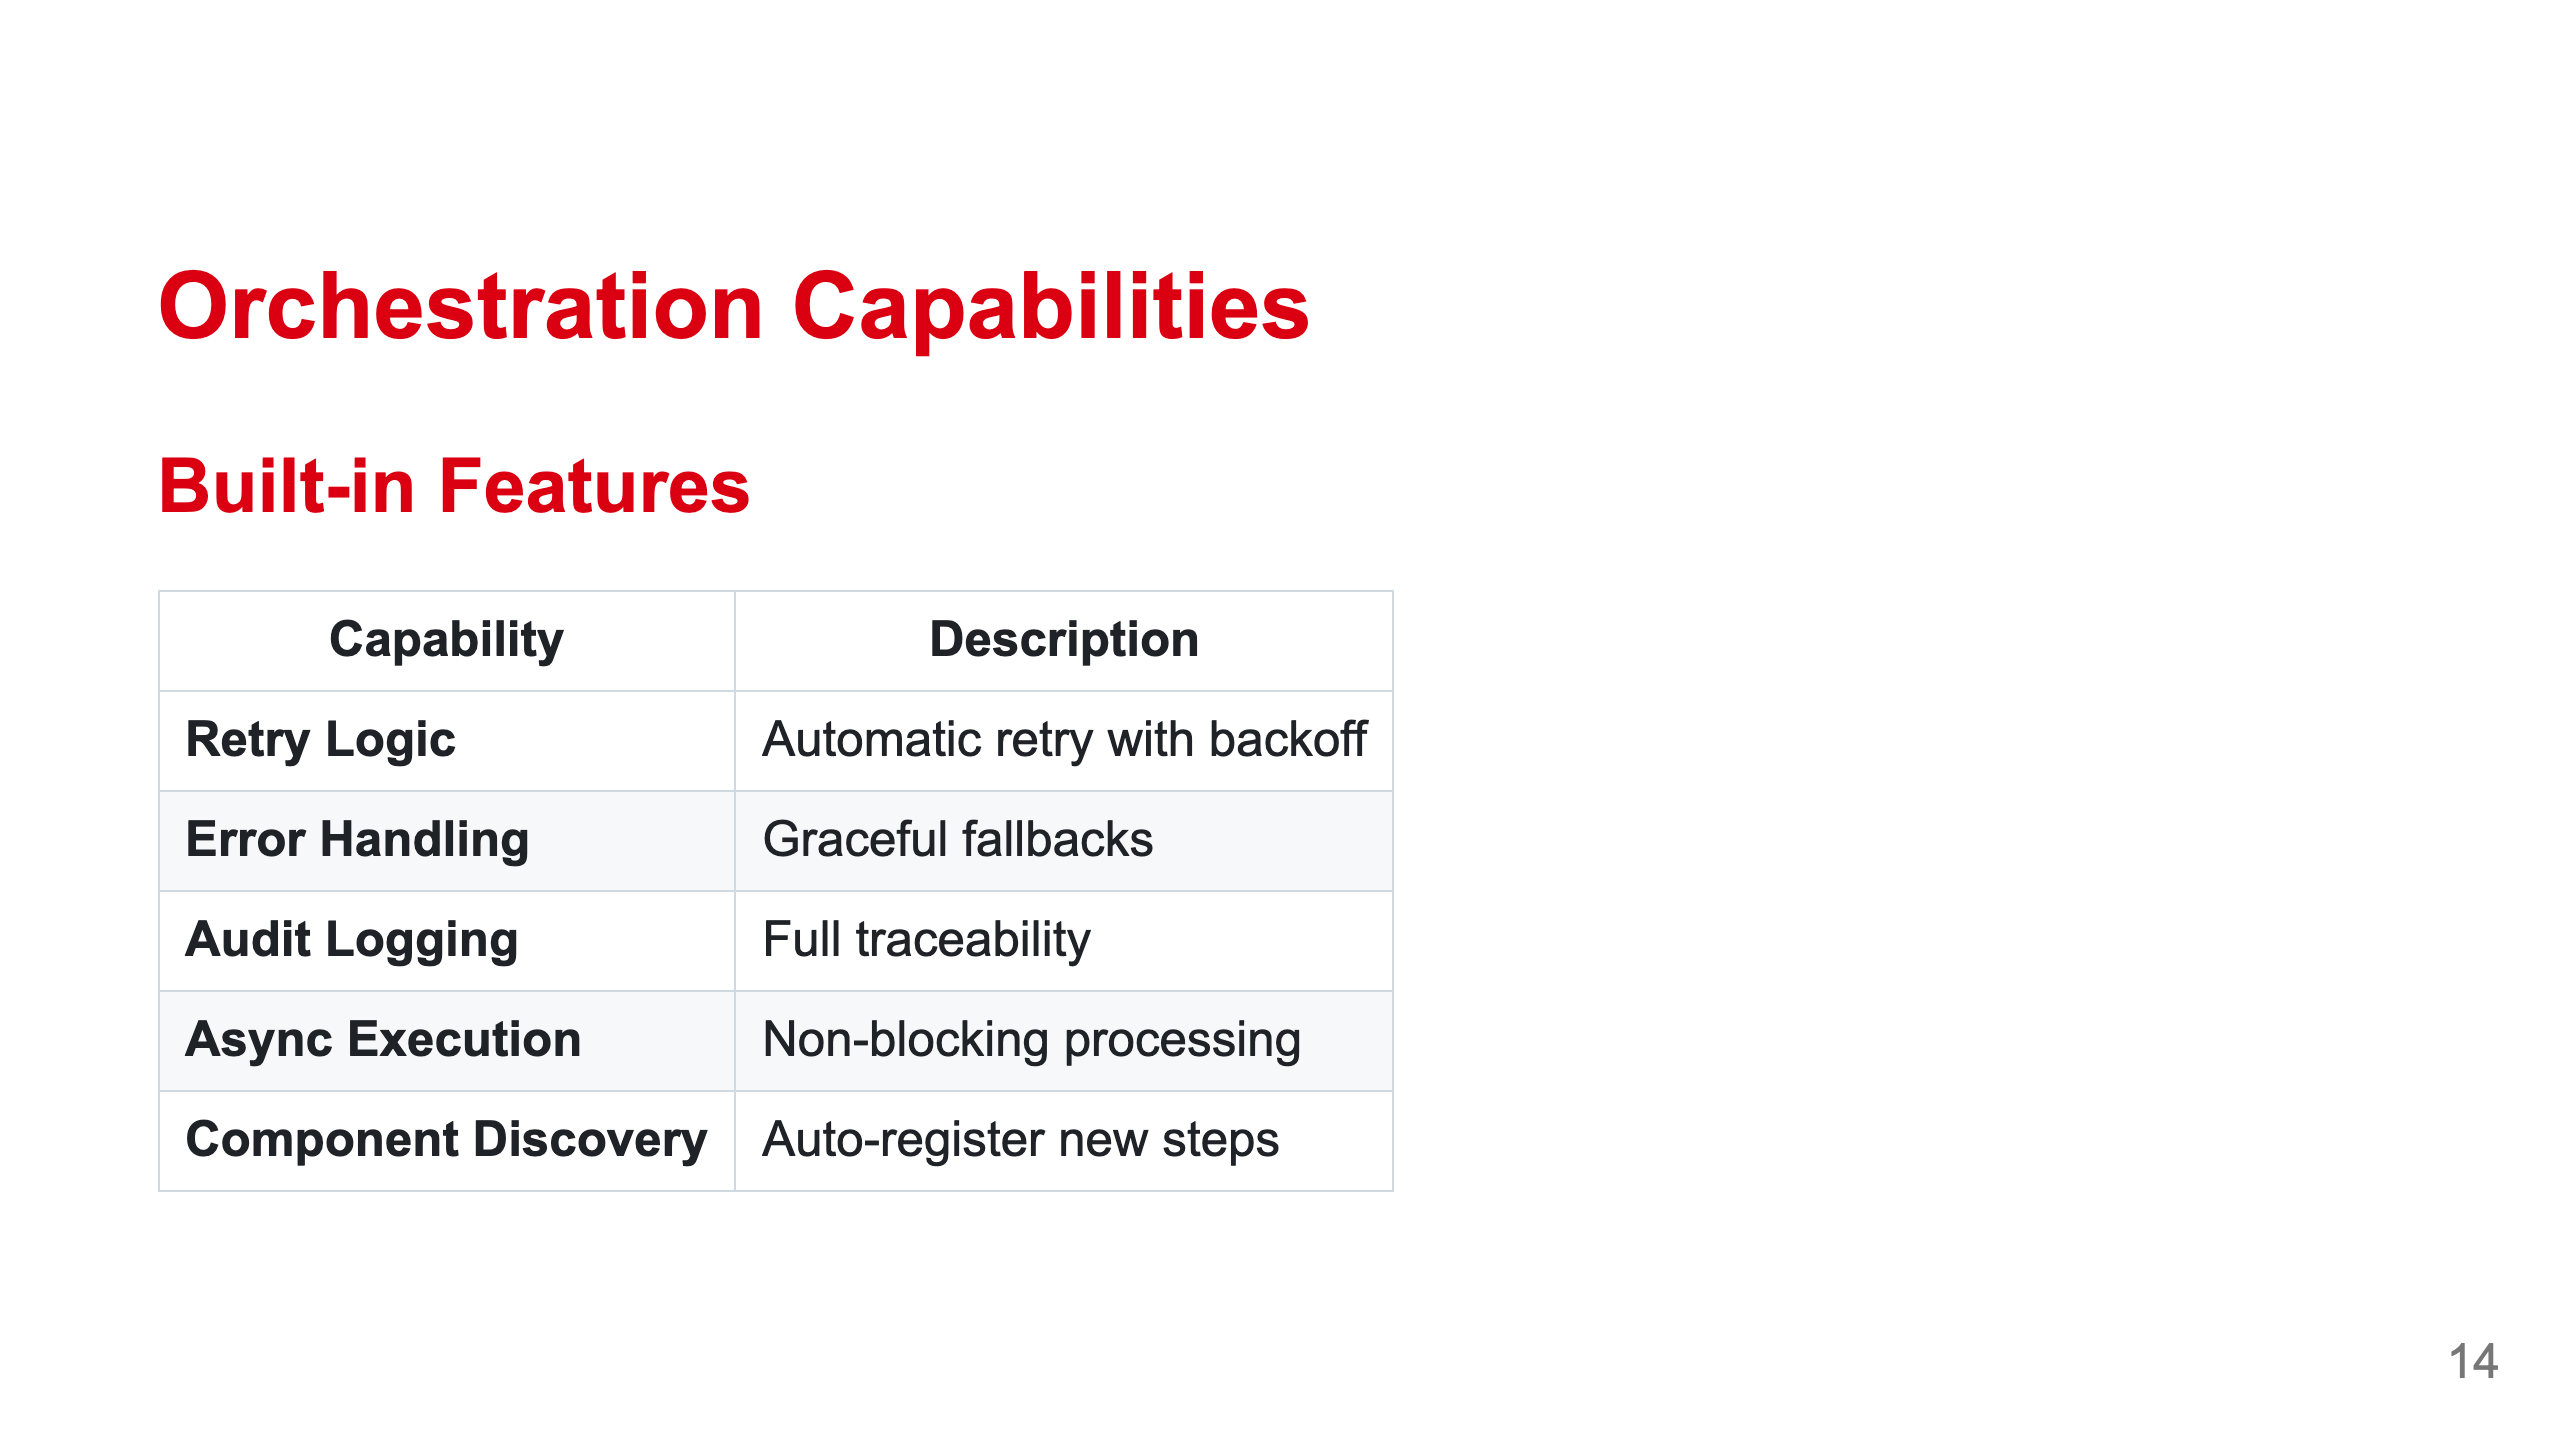 Orchestration Capabilities
Built-in Features
Capability Description
Retry Logic Automatic retry with backoff
Error Handling Graceful fallbacks
Audit Logging Full traceability
Async Execution Non-blocking processing
Component Discovery Auto-register new steps
14